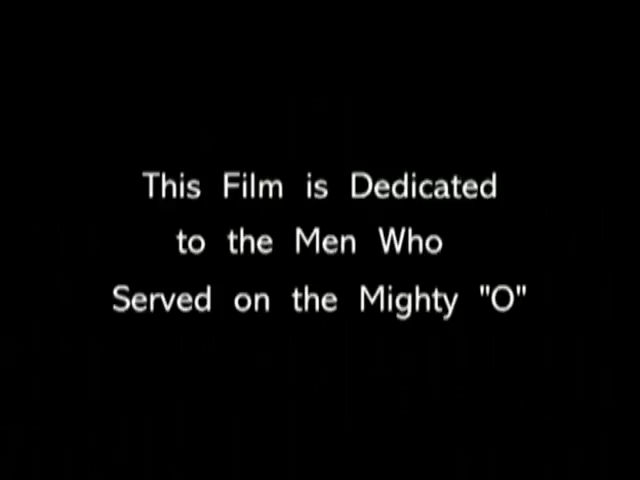 This Film is Dedicated
to the Men Who
Served on the Mighty "O"